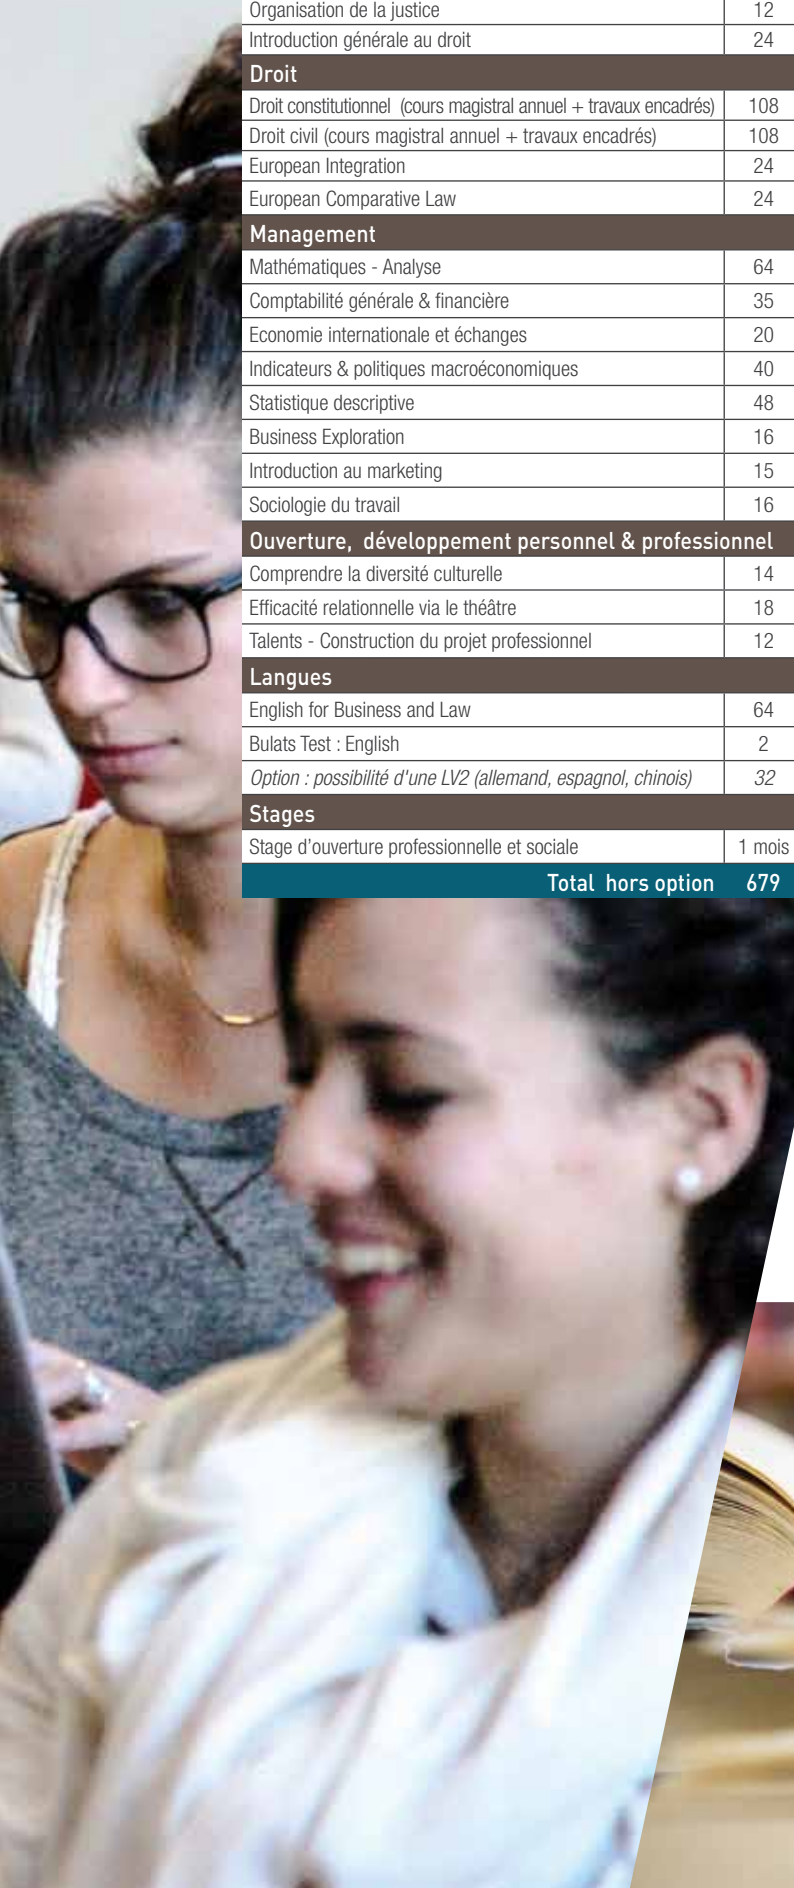 Organisation de la justice 12
Introduction générale au droit 24
Droit
Droit constitutionnel (cours magistral annuel + travaux encadrés) 108
Droit civil (cours magistral annuel + travaux encadrés) 108
European Integration 24
European Comparative Law 24
Management
Mathématiques - Analyse 64
Comptabilité générale & financière 35
Economie internationale et échanges 20
Indicateurs & politiques macroéconomiques 40
Statistique descriptive 48
Business Exploration 16
Introduction au marketing 15
Sociologie du travail 16
Ouverture, développement personnel & professionnel
Comprendre la diversité culturelle 14
Efficacité relationnelle via le théâtre 18
Talents - Construction du projet professionnel 12
Langues
English for Business and Law 64
Bulats Test : English 2
Option : possibilité d'une LV2 (allemand, espagnol, chinois) 32
Stages
Stage d'ouverture professionnelle et sociale 1 mois
Total hors option 679